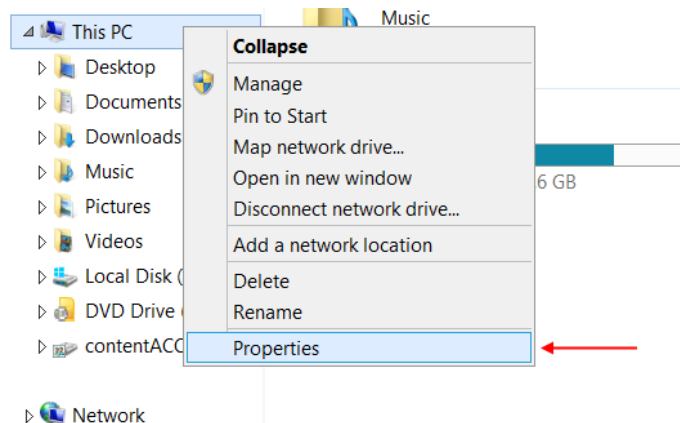 This PC
Desktop
Documents
Downloads
Music
Pictures
Videos
Local Disk (
DVD Drive
contentACC
Network
Collapse
Manage
Pin to Start
Map network drive...
Open in new window
Disconnect network drive...
Add a network location
Delete
Rename
Properties
Music
6 GB